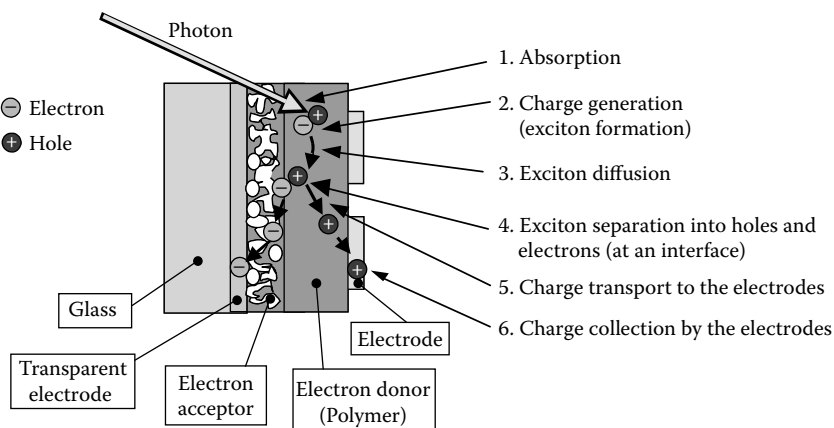 Photon
Electron
Hole
1. Absorption
2. Charge generation
(exciton formation)
3. Exciton diffusion
4. Exciton separation into holes and
electrons (at an interface)
5. Charge transport to the electrodes
6. Charge collection by the electrodes
Glass
Transparent
electrode
Electron
acceptor
Electron donor
(Polymer)
Electrode